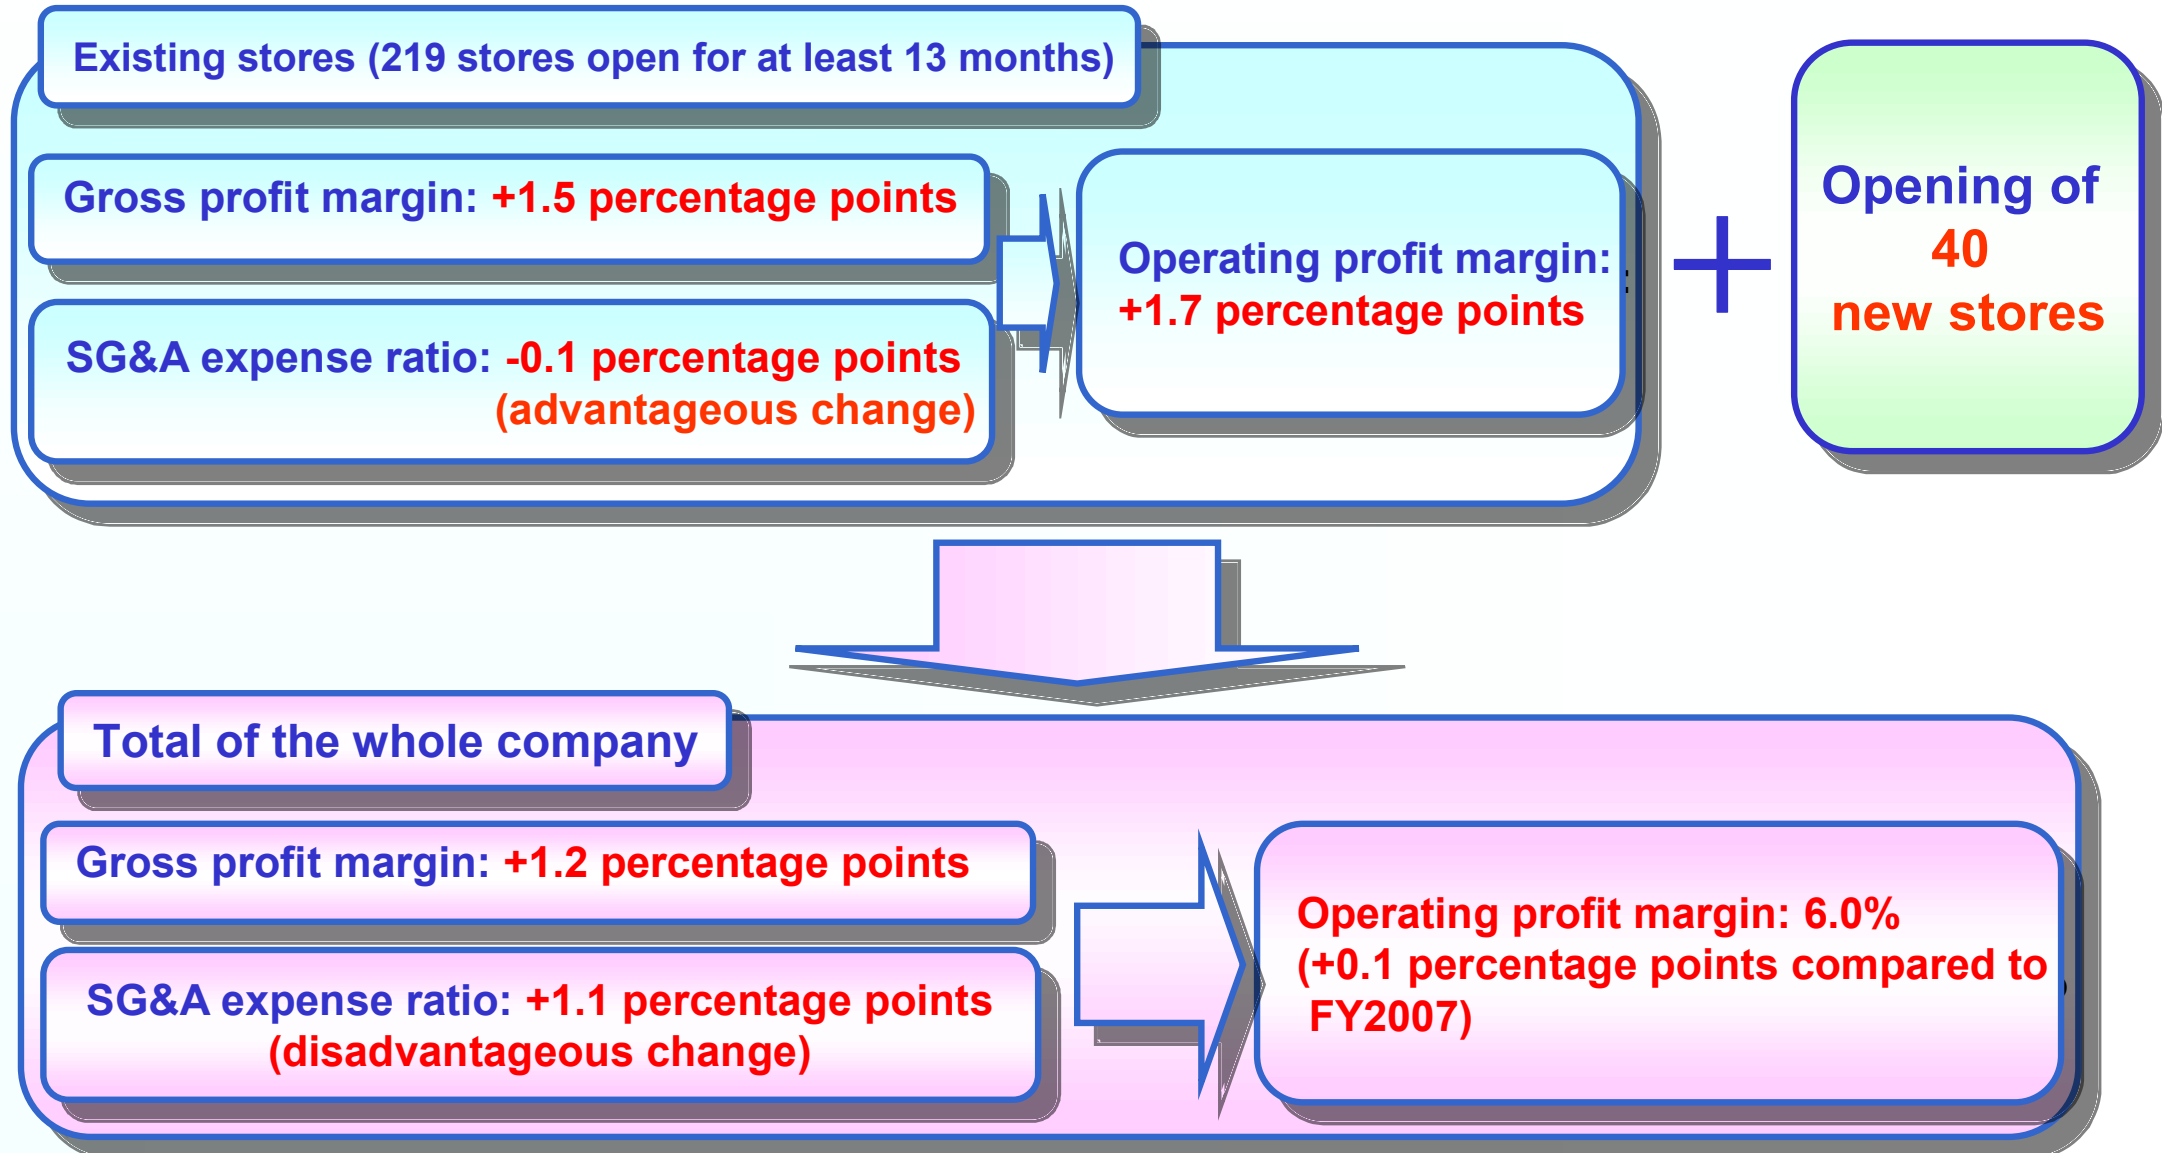 Existing stores (219 stores open for at least 13 months)
Gross profit margin: +1.5 percentage points
SG&A expense ratio: -0.1 percentage points
(advantageous change)
Operating profit margin:
+1.7 percentage points
+
Opening of
40
new stores
Total of the whole company
Gross profit margin: +1.2 percentage points
SG&A expense ratio: +1.1 percentage points
(disadvantageous change)
Operating profit margin: 6.0%
(+0.1 percentage points compared to
FY2007)